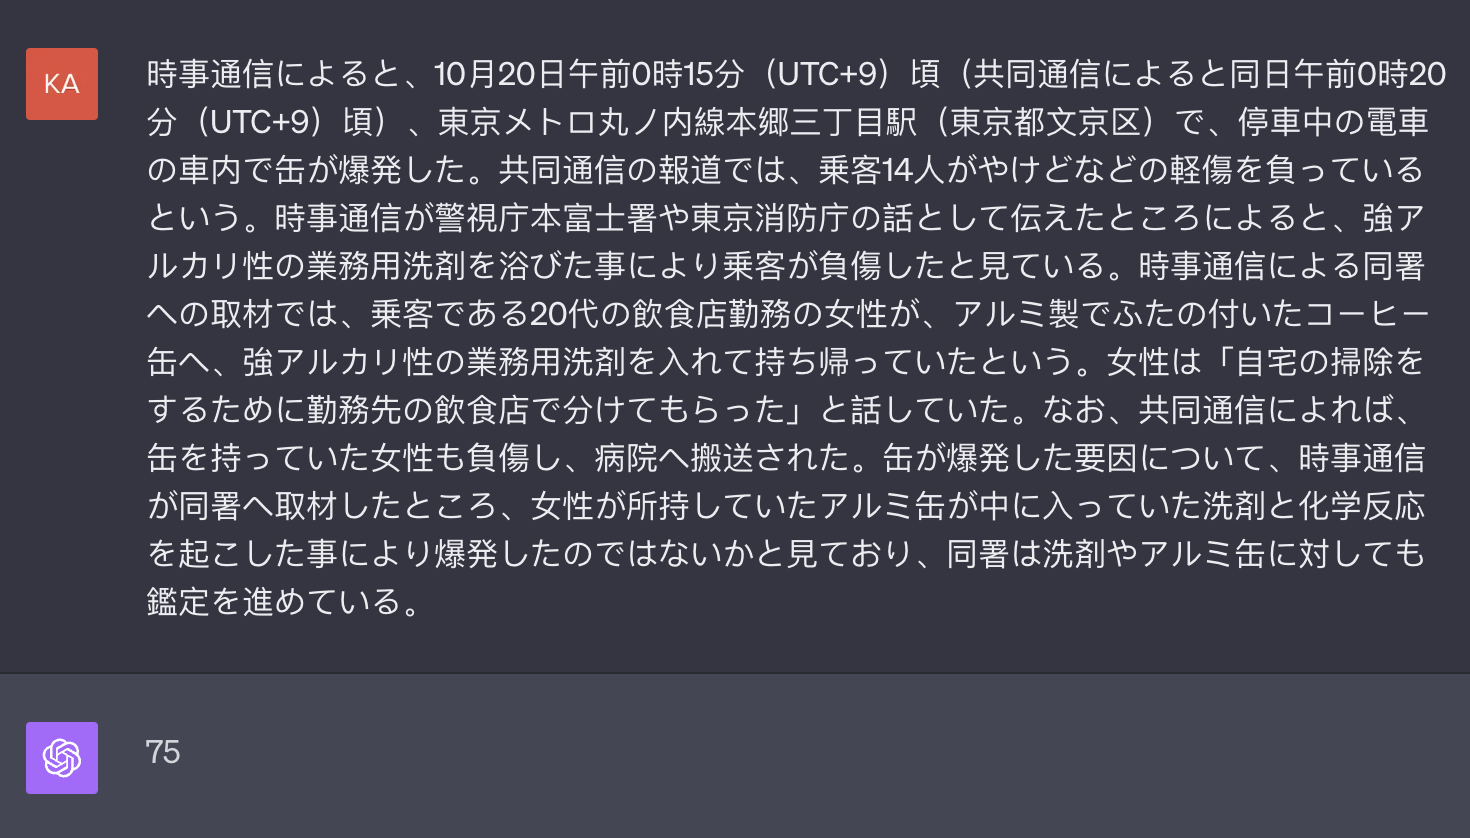 KA
時事通信によると、10月20日午前0時15分（UTC+9）頃（共同通信によると同日午前0時20
分（UTC+9）頃）、東京メトロ丸ノ内線本郷三丁目駅（東京都文京区）で、停車中の電車
の車内で缶が爆発した。共同通信の報道では、乗客14人がやけどなどの軽傷を負っている
という。時事通信が警視庁本富士署や東京消防庁の話として伝えたところによると、強ア
ルカリ性の業務用洗剤を浴びた事により乗客が負傷したと見ている。時事通信による同署
への取材では、乗客である20代の飲食店勤務の女性が、アルミ製でふたの付いたコーヒー
缶へ、強アルカリ性の業務用洗剤を入れて持ち帰っていたという。女性は「自宅の掃除を
するために勤務先の飲食店で分けてもらった」と話していた。なお、共同通信によれば、
缶を持っていた女性も負傷し、病院へ搬送された。缶が爆発した要因について、時事通信
が同署へ取材したところ、女性が所持していたアルミ缶が中に入っていた洗剤と化学反応
を起こした事により爆発したのではないかと見ており、同署は洗剤やアルミ缶に対しても
鑑定を進めている。
75